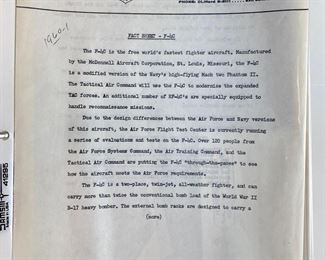 PHONE:
1960-1
FACT SHEET - F-4C
The F-4C is the free world's fastest fighter aircraft. Manufactured
by the McDonnell Aircraft Corporation, St. Louis, Missouri, the F-4C
is a modified version of the Navy's high-flying Mach two Phantom II.
The Tactical Air Command will use the F-4C to modernize the expanded
TAC forces. An additional number of RF-4C's are specially equipped to
handle reconnaissance missions.
Due to the design differences between the Air Force and Navy versions
of this aircraft, the Air Force Flight Test Center is currently running
a series of evaluations and tests on the F-4C. Over 120 people from
the Air Force Systems Command, the Air Training Command, and the
Tactical Air Command are putting the F-4C "through-the-paces" to see
how the aircraft meets the Air Force requirements.
The F-4C is a two-place, twin-jet, all-weather fighter, and can
carry more than twice the conventional bomb load of the World War II
B-17 heavy bomber. The external bomb racks are designed to carry a
(more)
41295